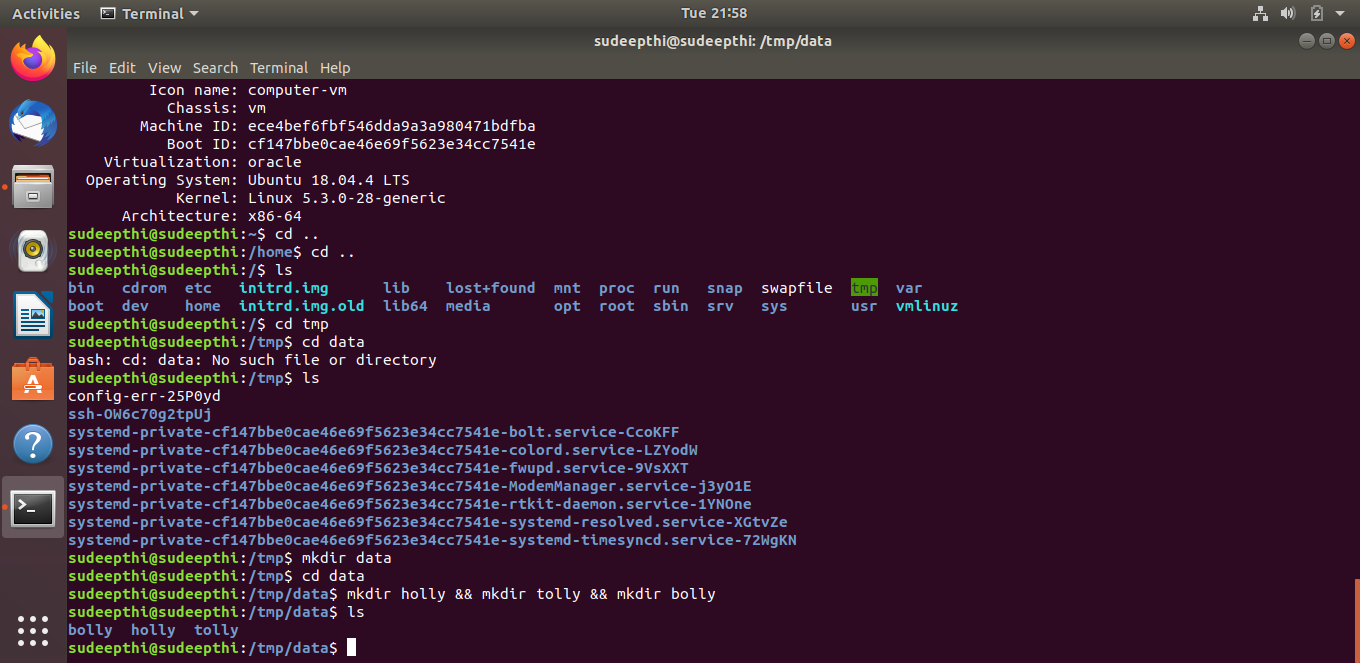 Activities Terminal Tue 21:58
sudeepthi@sudeepthi: /tmp/data
File Edit View Search Terminal Help
Icon name: computer-vm
Chassis: vm
Machine ID: ece4bef6fbf546dda9a3a980471bdfba
Boot ID: cf147bbe0cae46e69f5623e34cc7541e
Virtualization: oracle
Operating System: Ubuntu 18.04.4 LTS
Kernel: Linux 5.3.0-28-generic
Architecture: x86-64
sudeepthi@sudeepthi:~$ cd ..
sudeepthi@sudeepthi:/home$ cd ..
sudeepthi@sudeepthi:/$ ls
bin cdrom etc initrd.img lib lost+found mnt proc run snap swapfile tmp var
boot dev home initrd.img.old lib64 media opt root sbin srv sys usr vmlinuz
sudeepthi@sudeepthi:/$ cd tmp
sudeepthi@sudeepthi:/tmp$ cd data
bash: cd: data: No such file or directory
sudeepthi@sudeepthi:/tmp$ ls
config-err-25P0yd
ssh-OW6c70g2tpUj
systemd-private-cf147bbe0cae46e69f5623e34cc7541e-bolt.service-CcoKFF
systemd-private-cf147bbe0cae46e69f5623e34cc7541e-colord.service-LZYodW
systemd-private-cf147bbe0cae46e69f5623e34cc7541e-fwupd.service-9VsXXT
systemd-private-cf147bbe0cae46e69f5623e34cc7541e-ModemManager.service-j3yO1E
systemd-private-cf147bbe0cae46e69f5623e34cc7541e-rtkit-daemon.service-1YNOne
systemd-private-cf147bbe0cae46e69f5623e34cc7541e-systemd-resolved.service-XGtvZe
systemd-private-cf147bbe0cae46e69f5623e34cc7541e-systemd-timesyncd.service-72WgKN
sudeepthi@sudeepthi:/tmp$ mkdir data
sudeepthi@sudeepthi:/tmp$ cd data
sudeepthi@sudeepthi:/tmp/data$ mkdir holly && mkdir tolly && mkdir bolly
sudeepthi@sudeepthi:/tmp/data$ ls
bolly holly tolly
sudeepthi@sudeepthi:/tmp/data$